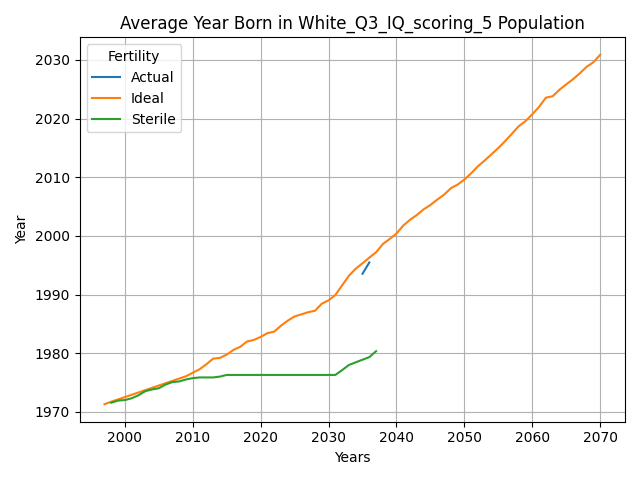 Average Year Born in White_Q3_IQ_scoring_5 Population
Fertility
Actual
Ideal
Sterile
2030
2020
2010
2000
1990
1980
1970
Year
2000 2010 2020 2030 2040 2050 2060 2070
Years